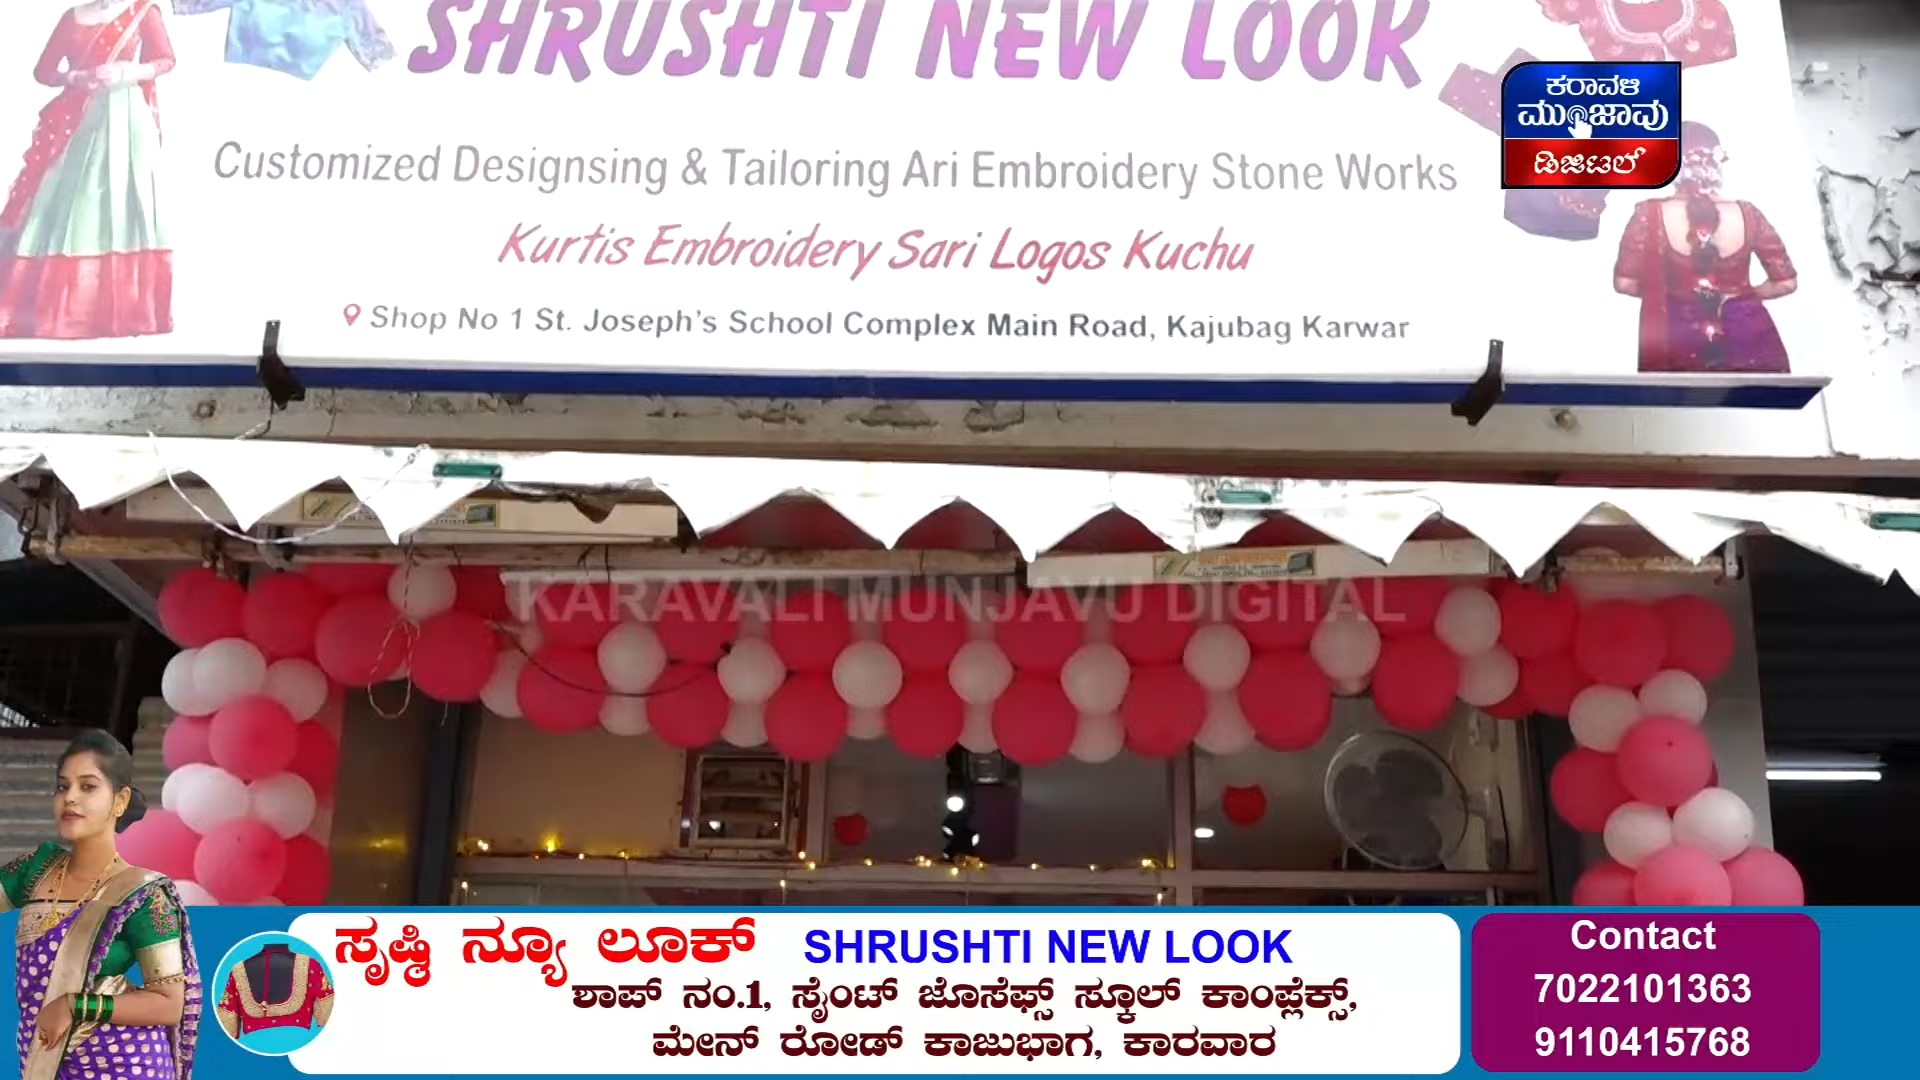 SHRUSHTI NEW LOOK
ಕರಾವಳಿ
ಮುಂಜಾವು
ಡಿಜಿಟಲ್
Customized Designsing & Tailoring Ari Embroidery Stone Works
Kurtis Embroidery Sari Logos Kuchu
Shop No 1 St. Joseph's School Complex Main Road, Kajubag Karwar
KARAVALI MUNJAVU DIGITAL
ಸೃಷ್ಠಿ ನ್ಯೂ ಲೂಕ್ SHRUSHTI NEW LOOK
ಶಾಪ್ ನಂ.1, ಸೈಂಟ್ ಜೊಸೆಫ್ಸ್ ಸ್ಕೂಲ್ ಕಾಂಪ್ಲೆಕ್ಸ್,
ಮೇನ್ ರೋಡ್ ಕಾಜುಭಾಗ, ಕಾರವಾರ
Contact
7022101363
9110415768